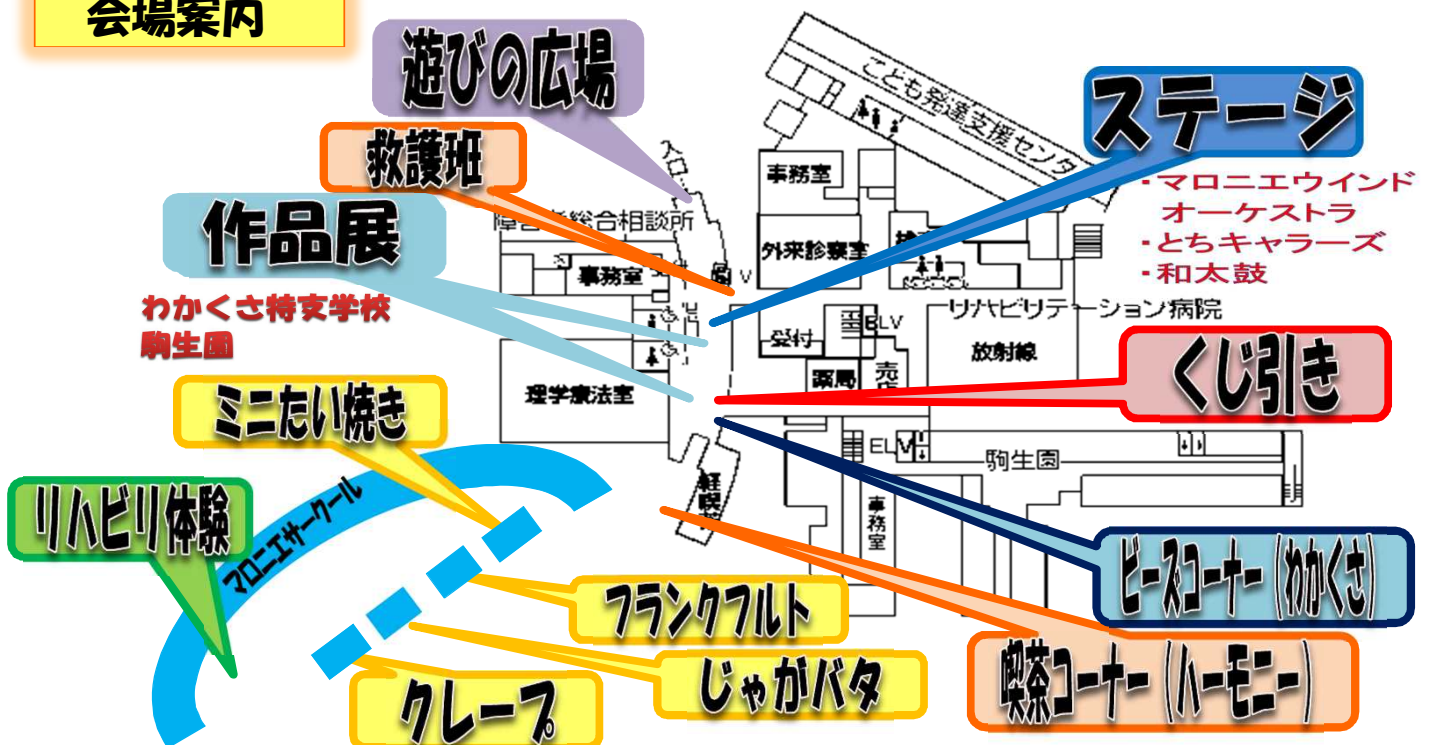 会場案内
遊びの広場
救護班
作品展
わかくさ特支学校
駒生園
ミニたい焼き
リハビリ体験
マロニエサークル
フランクフルト
じゃがバタ
クレープ
ステージ
・マロニエウインド
オーケストラ
・とちキャラーズ
・和太鼓
くじ引き
ビーズコーナー（わかくさ）
喫茶コーナー（ハーモニー）
こども発達支援センタ
事務室
外来診察室
障害者総合相談所
事務室
理学療法室
受付
ELV
薬局
売店
リハビリテーション病院
放射線
ELV
駒生園
事務室